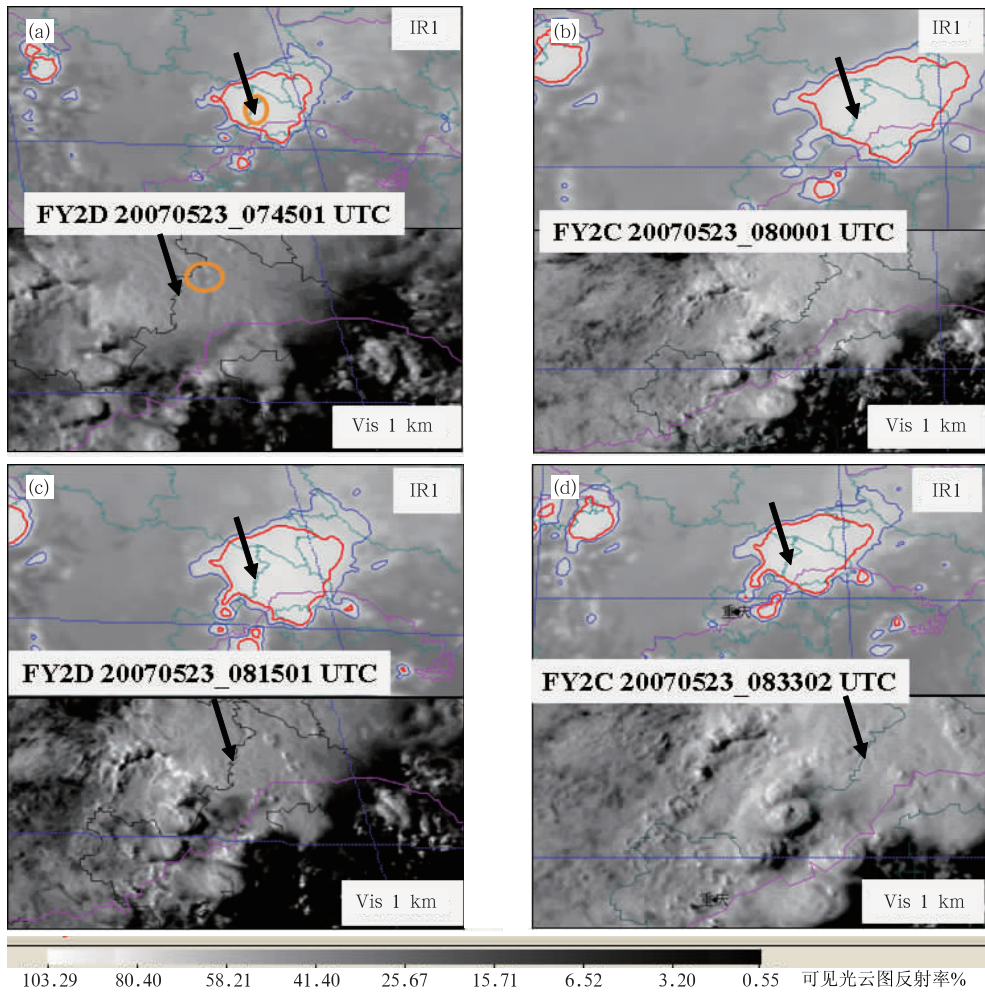 (a)
IR1
FY2D 20070523_074501 UTC
Vis 1 km
(b)
IR1
FY2C 20070523_080001 UTC
Vis 1 km
(c)
IR1
FY2D 20070523_081501 UTC
Vis 1 km
(d)
IR1
重庆
FY2C 20070523_083302 UTC
重庆
Vis 1 km
103.29 80.40 58.21 41.40 25.67 15.71 6.52 3.20 0.55 可见光云图反射率%